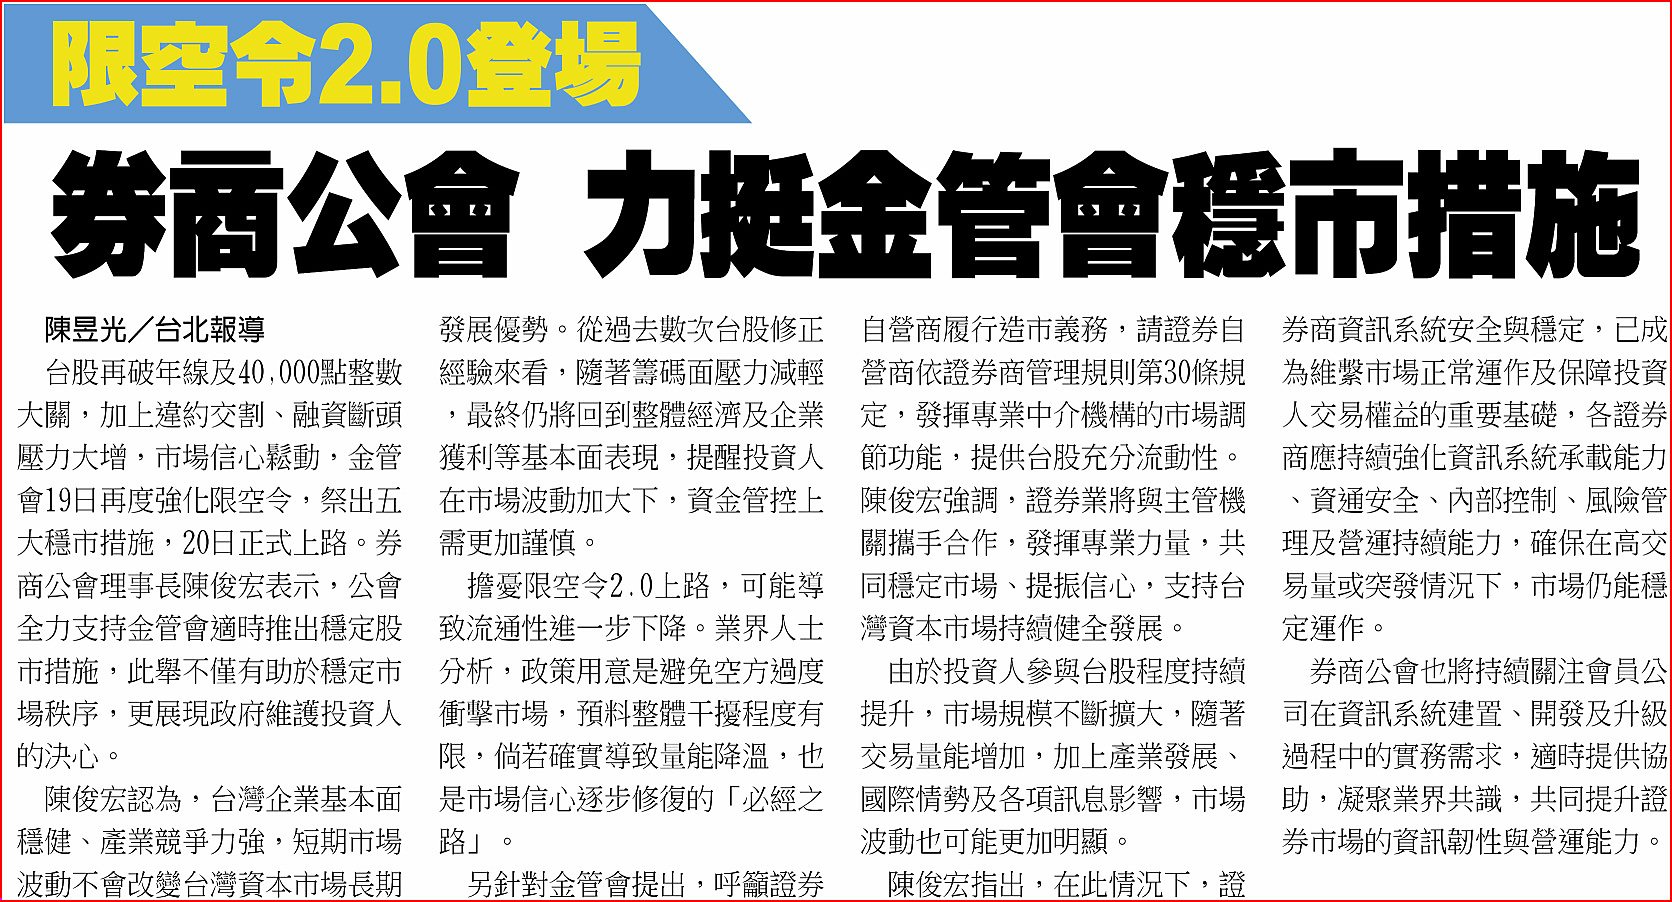 限空令2.0登場
券商公會 力挺金管會穩市措施
陳昱光／台北報導
台股再破年線及40,000點整數
大關，加上違約交割、融資斷頭
壓力大增，市場信心鬆動，金管
會19日再度強化限空令，祭出五
大穩市措施，20日正式上路。券
商公會理事長陳俊宏表示，公會
全力支持金管會適時推出穩定股
市措施，此舉不僅有助於穩定市
場秩序，更展現政府維護投資人
的決心。
陳俊宏認為，台灣企業基本面
穩健、產業競爭力強，短期市場
波動不會改變台灣資本市場長期
發展優勢。從過去數次台股修正
經驗來看，隨著籌碼面壓力減輕
，最終仍將回到整體經濟及企業
獲利等基本面表現，提醒投資人
在市場波動加大下，資金管控上
需更加謹慎。
擔憂限空令2.0上路，可能導
致流通性進一步下降。業界人士
分析，政策用意是避免空方過度
衝擊市場，預料整體干擾程度有
限，倘若確實導致量能降溫，也
是市場信心逐步修復的「必經之
路」。
另針對金管會提出，呼籲證券
自營商履行造市義務，請證券自
營商依證券商管理規則第30條規
定，發揮專業中介機構的市場調
節功能，提供台股充分流動性。
陳俊宏強調，證券業將與主管機
關攜手合作，發揮專業力量，共
同穩定市場、提振信心，支持台
灣資本市場持續健全發展。
由於投資人參與台股程度持續
提升，市場規模不斷擴大，隨著
交易量能增加，加上產業發展、
國際情勢及各項訊息影響，市場
波動也可能更加明顯。
陳俊宏指出，在此情況下，證
券商資訊系統安全與穩定，已成
為維繫市場正常運作及保障投資
人交易權益的重要基礎，各證券
商應持續強化資訊系統承載能力
、資通安全、內部控制、風險管
理及營運持續能力，確保在高交
易量或突發情況下，市場仍能穩
定運作。
券商公會也將持續關注會員公
司在資訊系統建置、開發及升級
過程中的實務需求，適時提供協
助，凝聚業界共識，共同提升證
券市場的資訊韌性與營運能力。